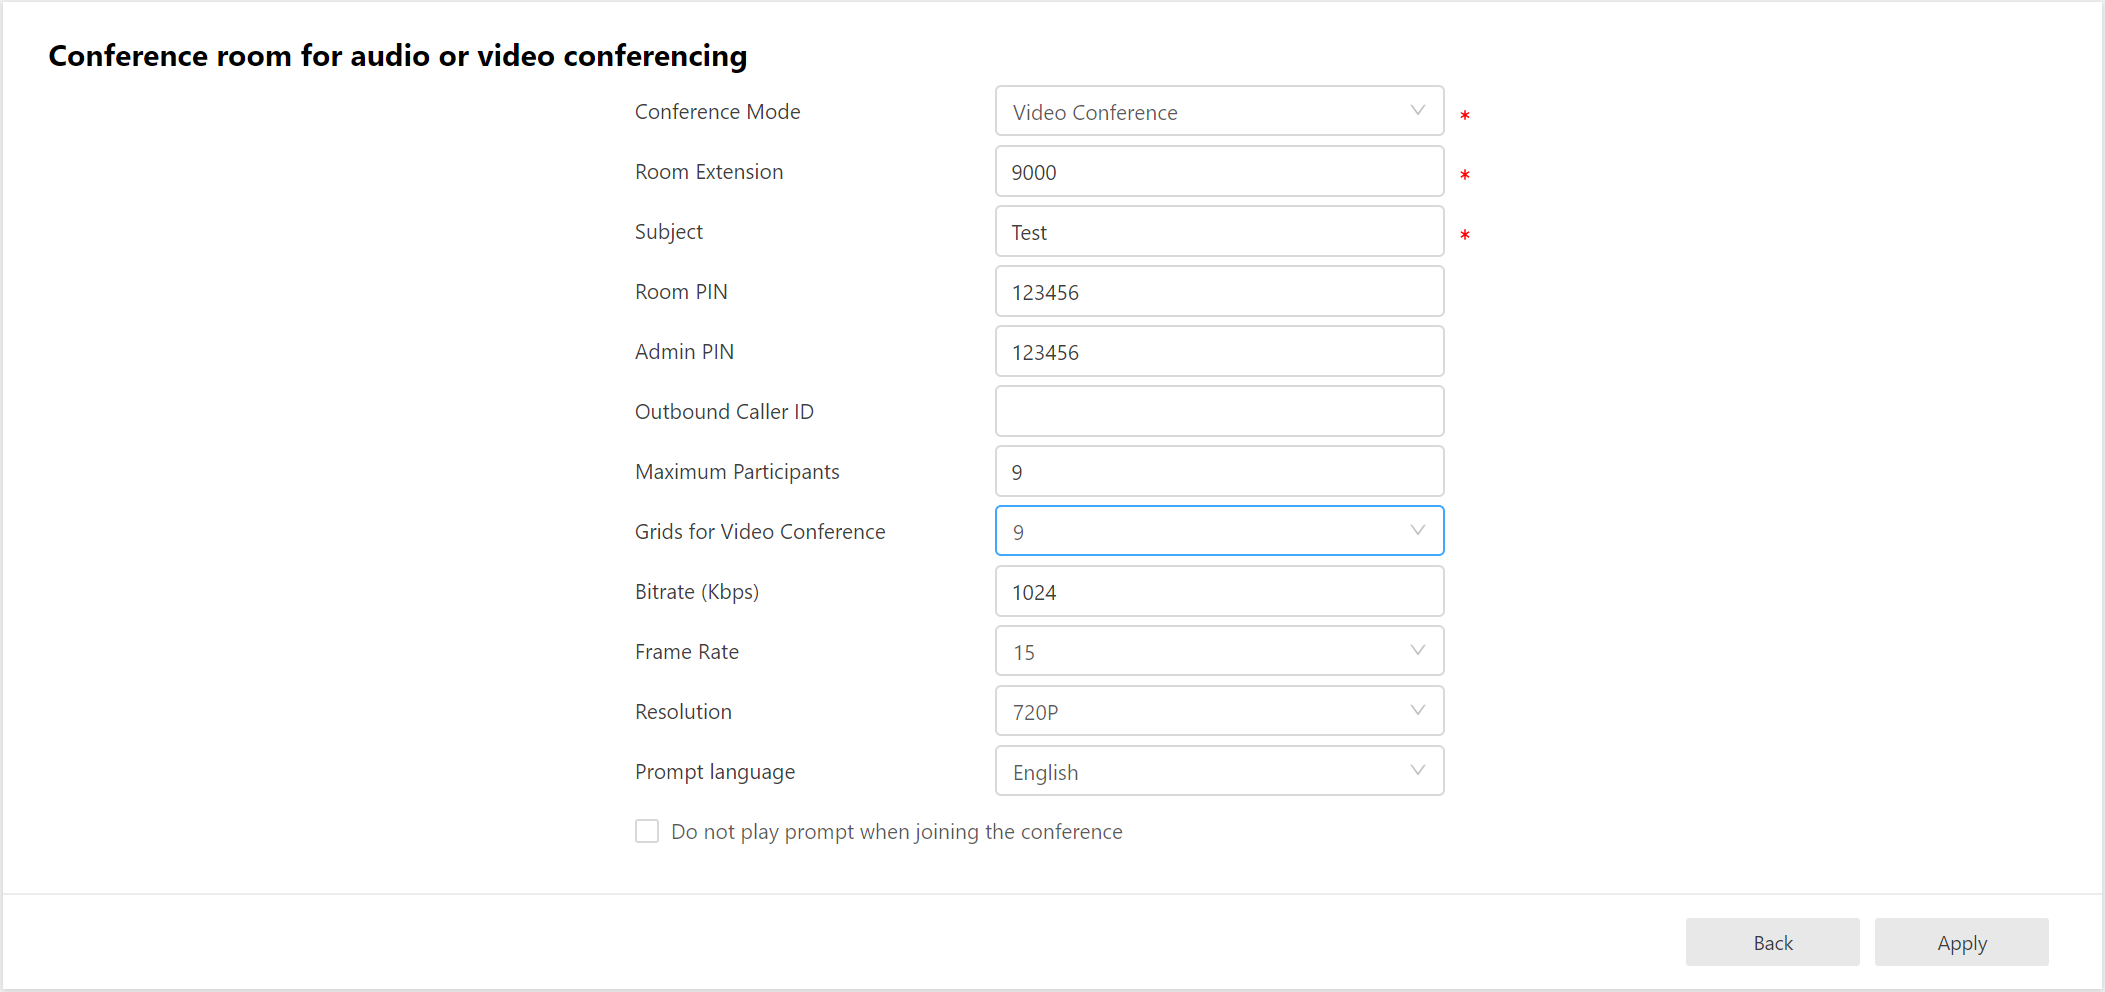 Conference room for audio or video conferencing
Conference Mode Video Conference *
Room Extension 9000 *
Subject Test *
Room PIN 123456
Admin PIN 123456
Outbound Caller ID
Maximum Participants 9
Grids for Video Conference 9
Bitrate (Kbps) 1024
Frame Rate 15
Resolution 720P
Prompt language English
Do not play prompt when joining the conference
Back Apply